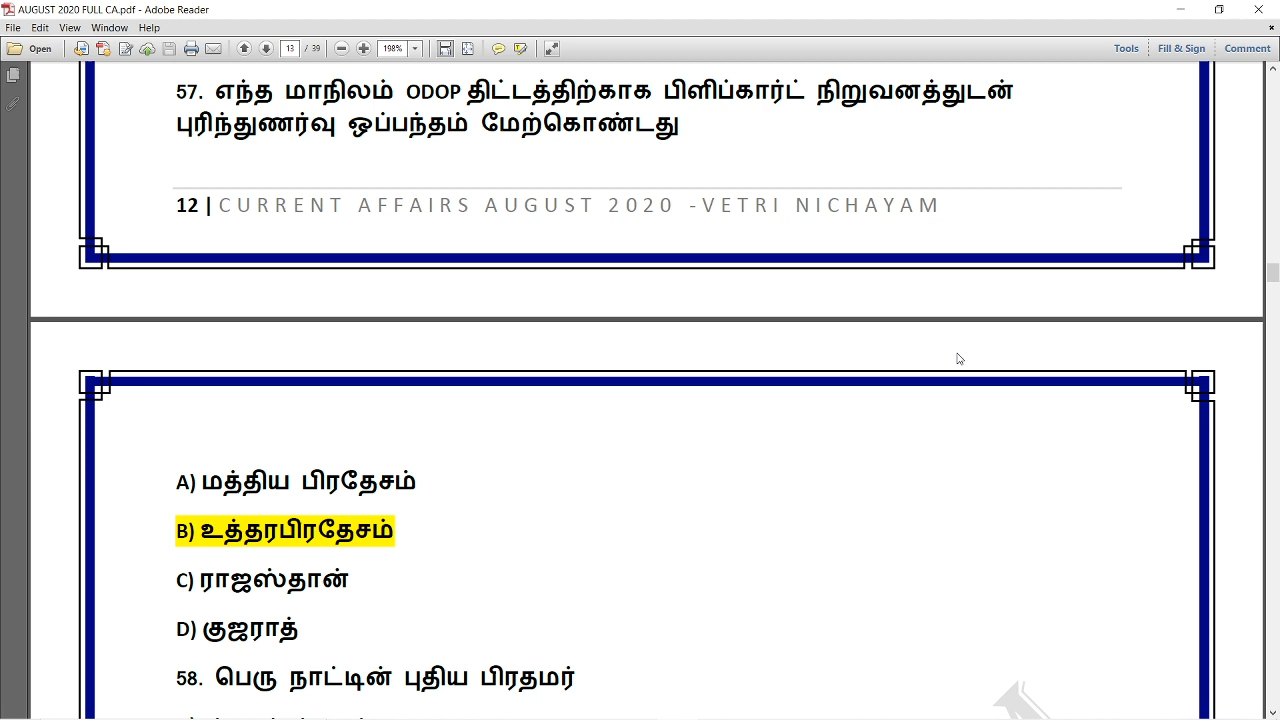 AUGUST 2020 FULL CA.pdf - Adobe Reader
File Edit View Window Help
Open 13 / 39 198% Tools Fill & Sign Comment
57. எந்த மாநிலம் ODOP திட்டத்திற்காக பிளிப்கார்ட் நிறுவனத்துடன்
புரிந்துணர்வு ஒப்பந்தம் மேற்கொண்டது
12 | CURRENT AFFAIRS AUGUST 2020 -VETRI NICHAYAM
A) மத்திய பிரதேசம்
B) உத்தரபிரதேசம்
C) ராஜஸ்தான்
D) குஜராத்
58. பெரு நாட்டின் புதிய பிரதமர்